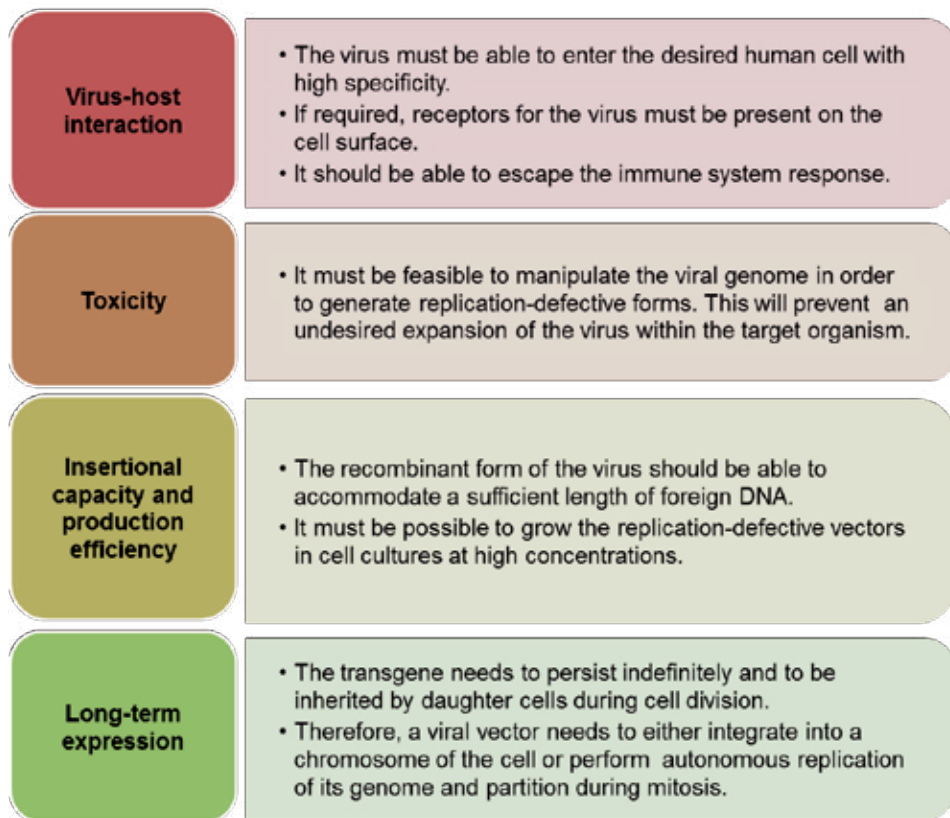 Virus-host
interaction
• The virus must be able to enter the desired human cell with
high specificity.
• If required, receptors for the virus must be present on the
cell surface.
• It should be able to escape the immune system response.
Toxicity
• It must be feasible to manipulate the viral genome in order
to generate replication-defective forms. This will prevent an
undesired expansion of the virus within the target organism.
Insertional
capacity and
production
efficiency
• The recombinant form of the virus should be able to
accommodate a sufficient length of foreign DNA.
• It must be possible to grow the replication-defective vectors
in cell cultures at high concentrations.
Long-term
expression
• The transgene needs to persist indefinitely and to be
inherited by daughter cells during cell division.
• Therefore, a viral vector needs to either integrate into a
chromosome of the cell or perform autonomous replication
of its genome and partition during mitosis.